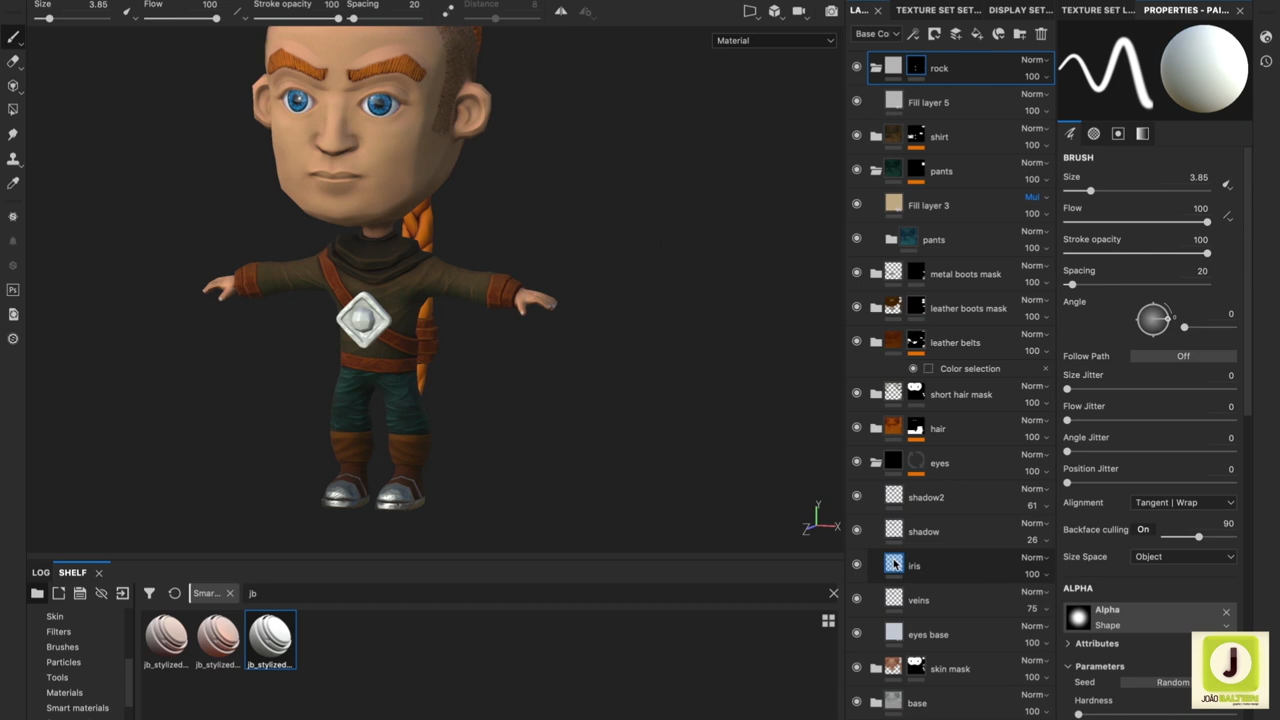 Size 3.85 Flow 100 Stroke opacity 100 Spacing 20 Distance 8
Material
LA... TEXTURE SET SET... DISPLAY SET...
Base Co
rock Norm 100
Fill layer 5 Norm 100
shirt Norm 100
pants Norm 100
Fill layer 3 Mul 100
pants Norm 100
metal boots mask Norm 100
leather boots mask Norm 100
leather belts Norm 100
Color selection
short hair mask Norm 100
hair Norm 100
eyes Norm 100
shadow2 Norm 61
shadow Norm 26
iris Norm 100
veins Norm 75
eyes base Norm 100
skin mask Norm 100
base Norm 100
TEXTURE SET L... PROPERTIES - PAI...
BRUSH
Size 3.85
Flow 100
Stroke opacity 100
Spacing 20
Angle 0
Follow Path Off
Size Jitter 0
Flow Jitter 0
Angle Jitter 0
Position Jitter 0
Alignment Tangent | Wrap
Backface culling On 90
Size Space Object
ALPHA
Alpha
Shape
Attributes
Parameters
Seed Random
Hardness
Ps
Y
Z X
LOG SHELF
Smar... jb
Skin
Filters
Brushes
Particles
Tools
Materials
Smart materials
jb_stylized... jb_stylized... jb_stylized...
J
JOÃO BALTIERI